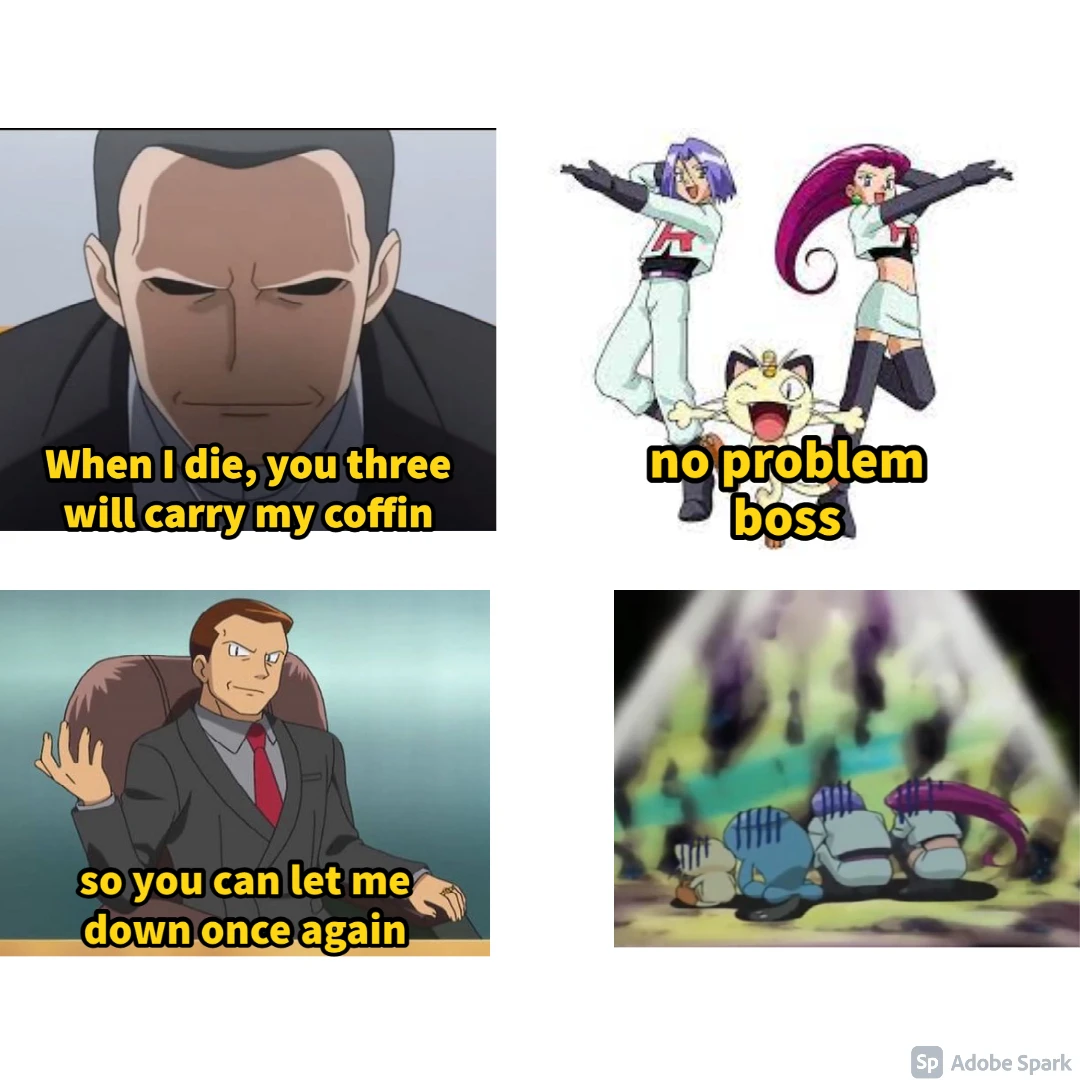 When I die, you three
will carry my coffin
no problem
boss
so you can let me
down once again
Sp Adobe Spark